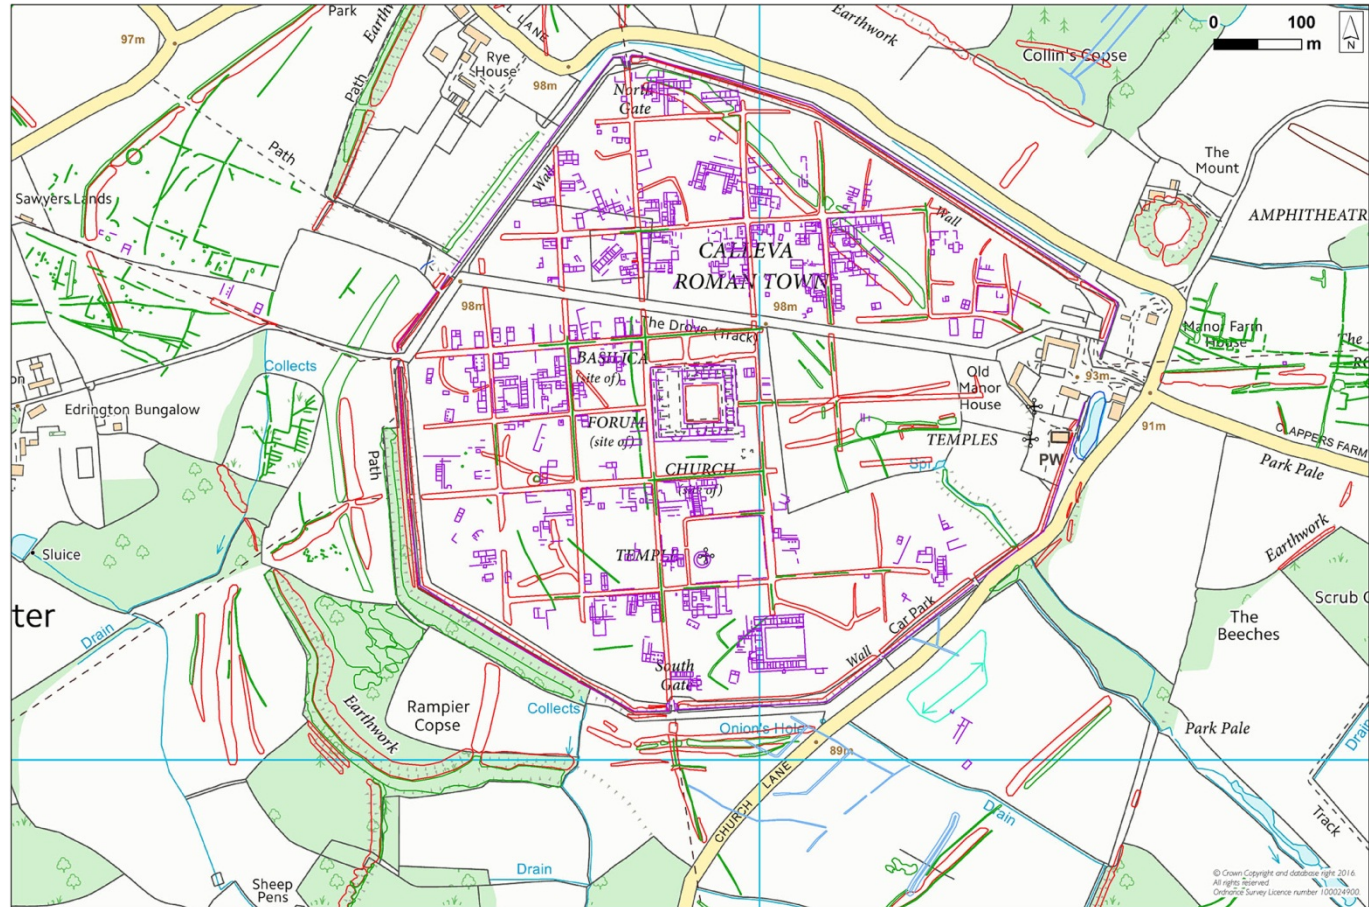 Park
Earthwork
LANE
0 100
m
N
97m
Rye
House
Earthwork
Collin's Copse
Path
98m
North
Gate
Path
Wall
The
Mount
Sawyers Lands
Wall
AMPHITHEATR
CALLEVA
ROMAN TOWN
98m
98m
The Drove (Track)
Manor Farm
House
The
Collects
BASILICA
(site of)
Old
Manor
House
93m
Edrington Bungalow
FORUM
(site of)
TEMPLES
91m
CLAPPERS FARM
PW
Path
CHURCH
(site of)
Spr
Park Pale
Sluice
TEMPLE
Earthwork
ter
Scrub
Drain
Car Park
The
Beeches
Wall
South
Gate
Earthwork
Rampier
Copse
Collects
Onion's Hole
89m
Park Pale
Drain
CHURCH LANE
Drain
Track
Drain
Sheep
Pens
© Crown Copyright and database right 2016.
All rights reserved.
Ordnance Survey Licence number 100024900.